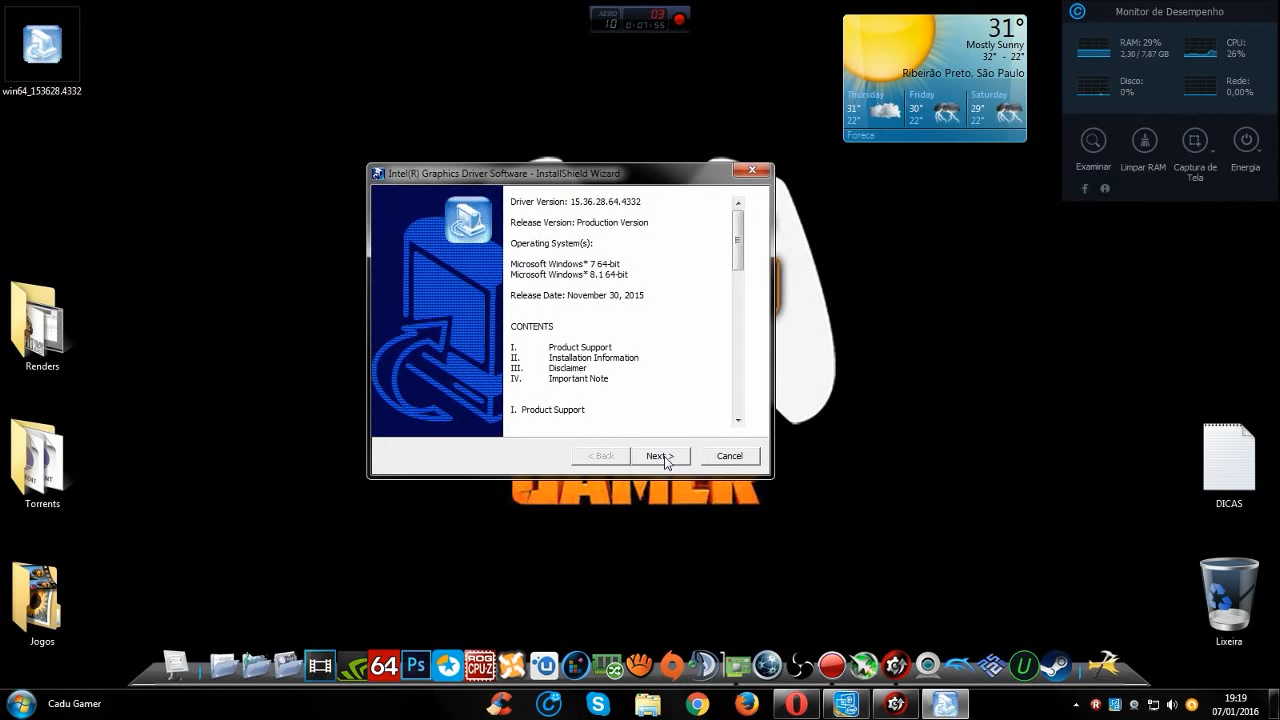 win64_153628.4332
AERO 03
10 0:07:55
31°
Mostly Sunny
32° - 22°
Ribeirão Preto, São Paulo
Thursday Friday Saturday
31° 30° 29°
22° 22° 22°
Foreca
Monitor de Desempenho
RAM: 29%
2,30 / 7,87 GB
CPU:
26%
Disco:
0%
Rede:
0,00%
Examinar
Limpar RAM
Captura de Tela
Energia
Intel(R) Graphics Driver Software - InstallShield Wizard
Driver Version: 15.36.28.64.4332
Release Version: Production Version
Operating System(s):
Microsoft Windows* 7 64-bit
Microsoft Windows* 8.1 64-bit
Release Date: November 30, 2015
CONTENTS
I. Product Support
II. Installation Information
III. Disclaimer
IV. Important Note
I. Product Support
< Back
Next >
Cancel
GAMER
Renders
Torrents
Jogos
DICAS
Lixeira
64
Ps
ROG
CPU-Z
Cadu Gamer
19:19
07/01/2016